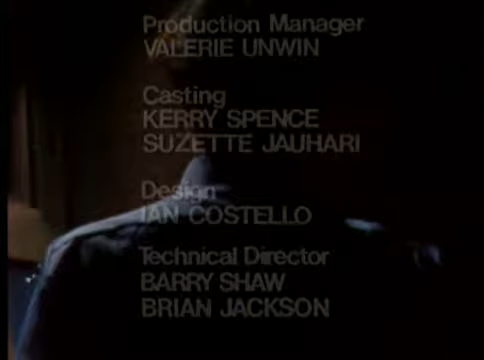 Production Manager
VALERIE UNWIN
Casting
KERRY SPENCE
SUZETTE JAUHARI
Design
IAN COSTELLO
Technical Director
BARRY SHAW
BRIAN JACKSON